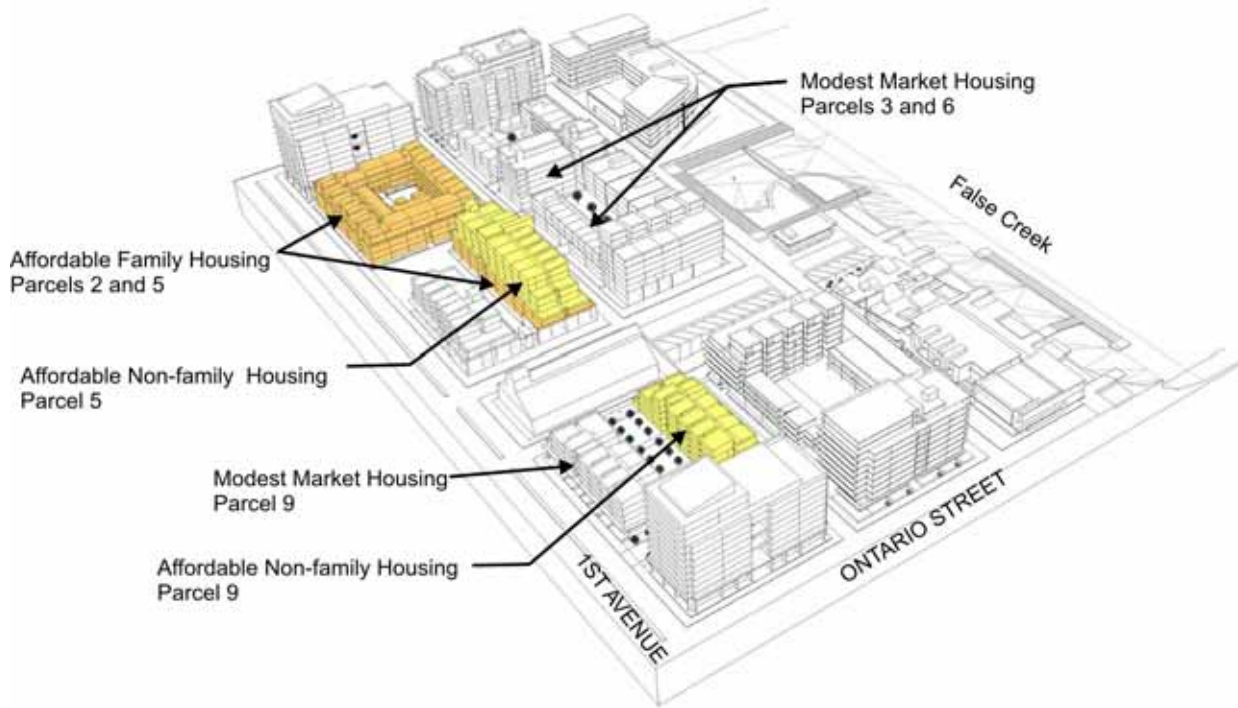 Modest Market Housing
Parcels 3 and 6
False Creek
Affordable Family Housing
Parcels 2 and 5
Affordable Non-family Housing
Parcel 5
Modest Market Housing
Parcel 9
Affordable Non-family Housing
Parcel 9
1ST AVENUE
ONTARIO STREET